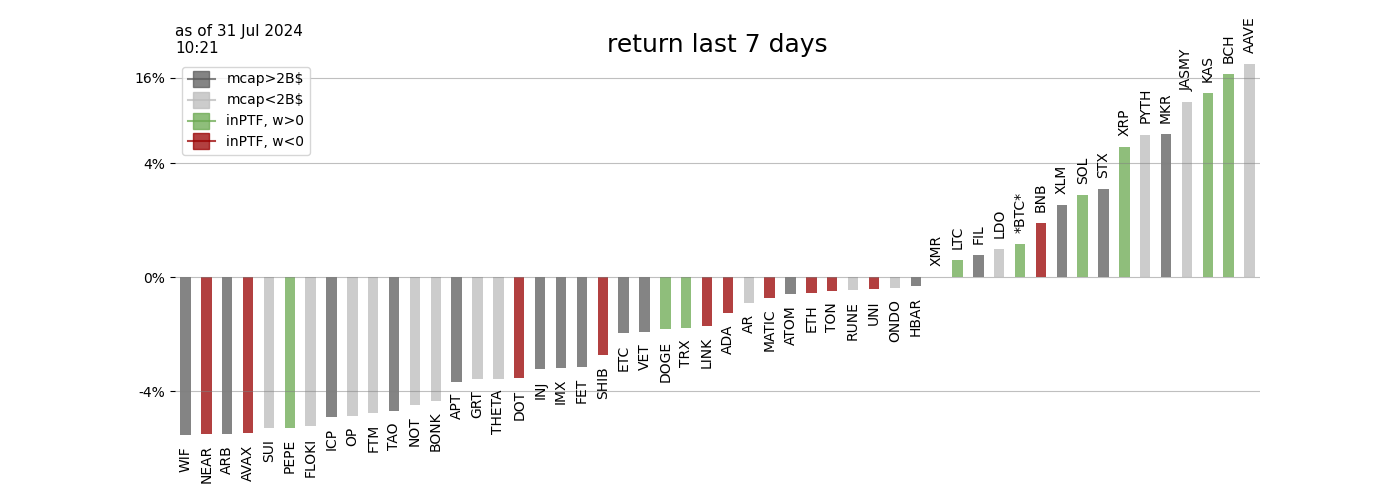 as of 31 Jul 2024
10:21
return last 7 days
mcap>2B$
mcap<2B$
inPTF, w>0
inPTF, w<0
16%
4%
0%
-4%
WIF
NEAR
ARB
AVAX
SUI
PEPE
FLOKI
ICP
OP
FTM
TAO
NOT
BONK
APT
GRT
THETA
DOT
INJ
IMX
FET
SHIB
ETC
VET
DOGE
TRX
LINK
ADA
AR
MATIC
ATOM
ETH
TON
RUNE
UNI
ONDO
HBAR
XMR
LTC
FIL
LDO
*BTC*
BNB
XLM
SOL
STX
XRP
PYTH
MKR
JASMY
KAS
BCH
AAVE